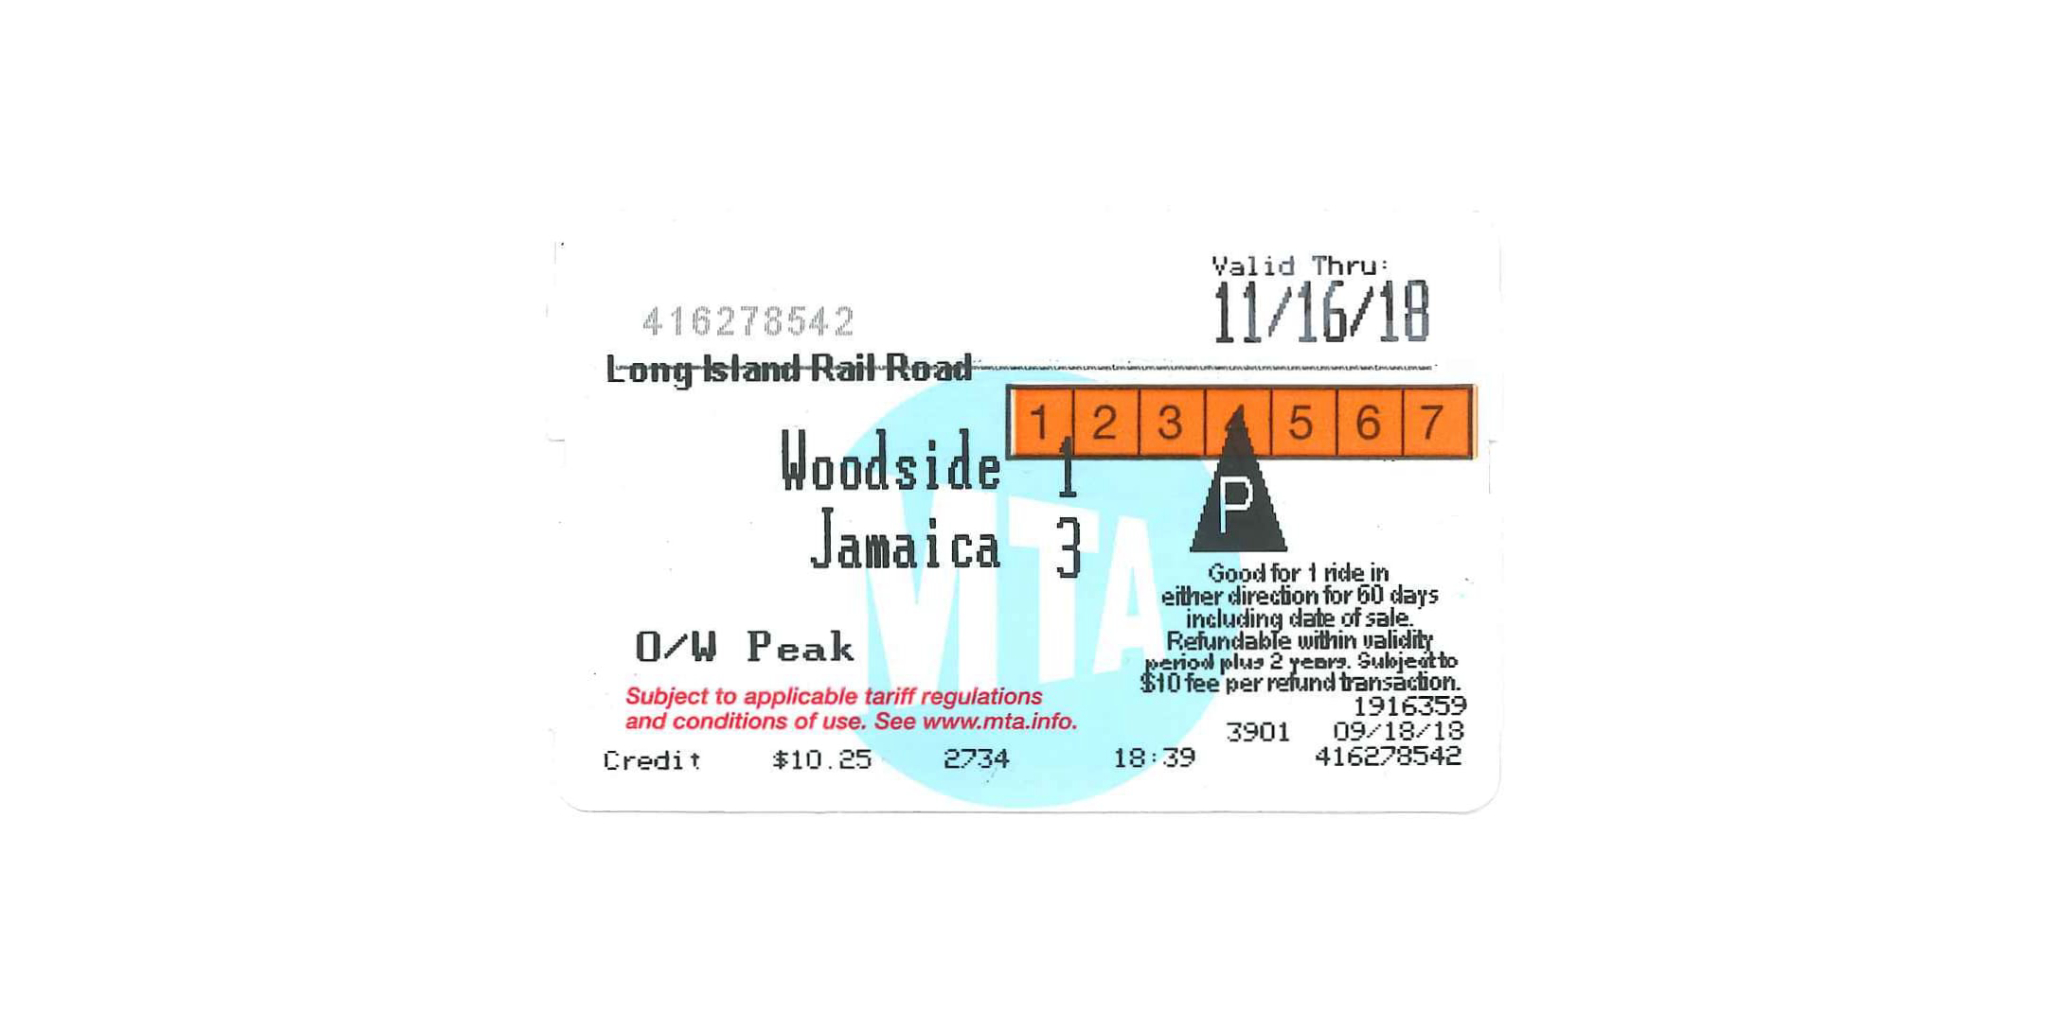 Valid Thru:
11/16/18
416278542
Long Island Rail Road
1 2 3 4 5 6 7
Woodside 1
Jamaica 3
P
MTA
Good for 1 ride in
either direction for 60 days
including date of sale.
Refundable within validity
period plus 2 years. Subject to
$10 fee per refund transaction.
O/W Peak
Subject to applicable tariff regulations
and conditions of use. See www.mta.info.
1916359
3901 09/18/18
Credit $10.25 2734 18:39 416278542